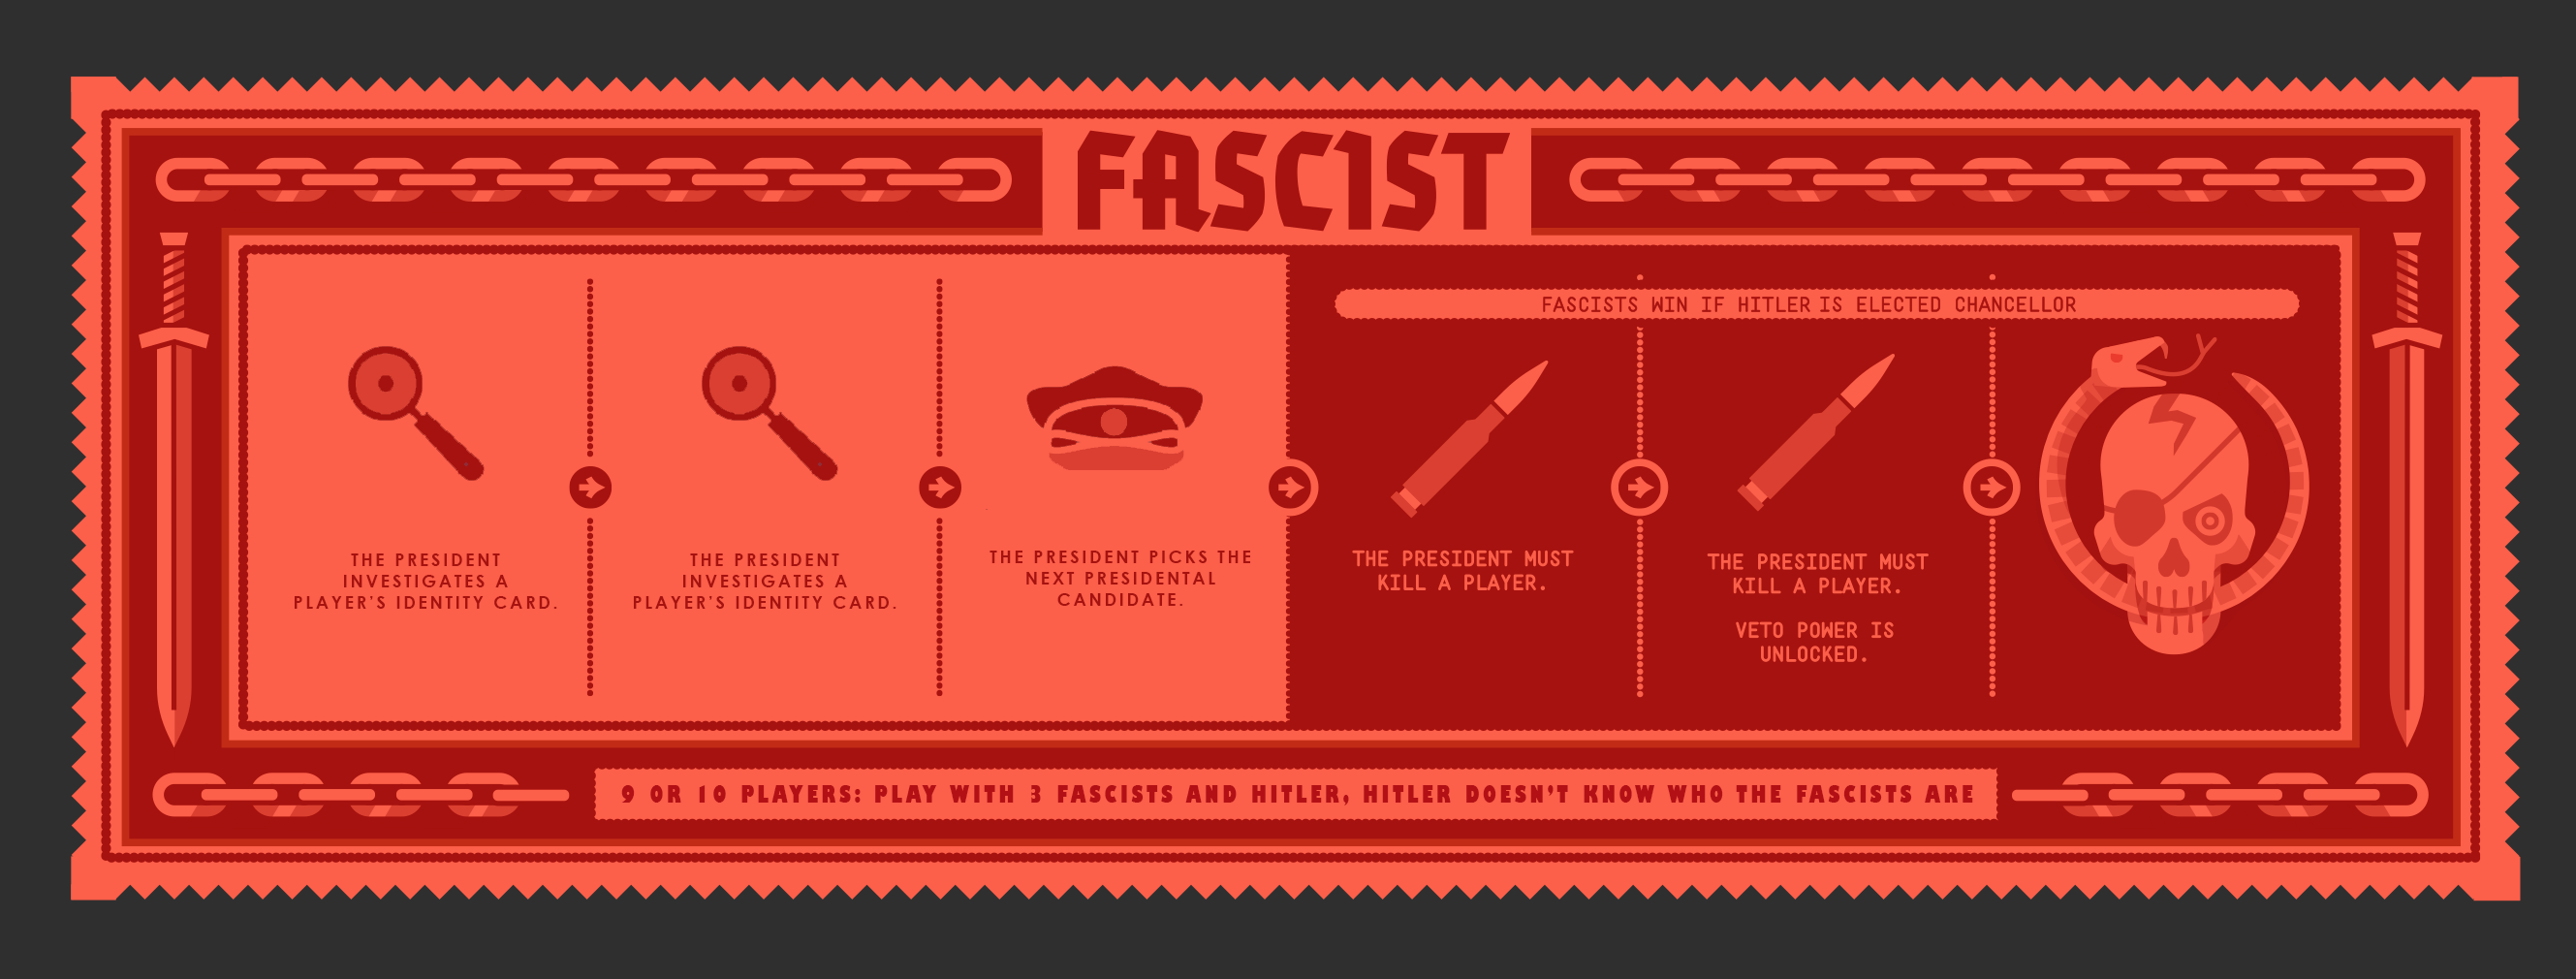 FASCIST
FASCISTS WIN IF HITLER IS ELECTED CHANCELLOR
THE PRESIDENT
INVESTIGATES A
PLAYER'S IDENTITY CARD.
THE PRESIDENT
INVESTIGATES A
PLAYER'S IDENTITY CARD.
THE PRESIDENT PICKS THE
NEXT PRESIDENTAL
CANDIDATE.
THE PRESIDENT MUST
KILL A PLAYER.
THE PRESIDENT MUST
KILL A PLAYER.
VETO POWER IS
UNLOCKED.
9 OR 10 PLAYERS: PLAY WITH 3 FASCISTS AND HITLER, HITLER DOESN'T KNOW WHO THE FASCISTS ARE